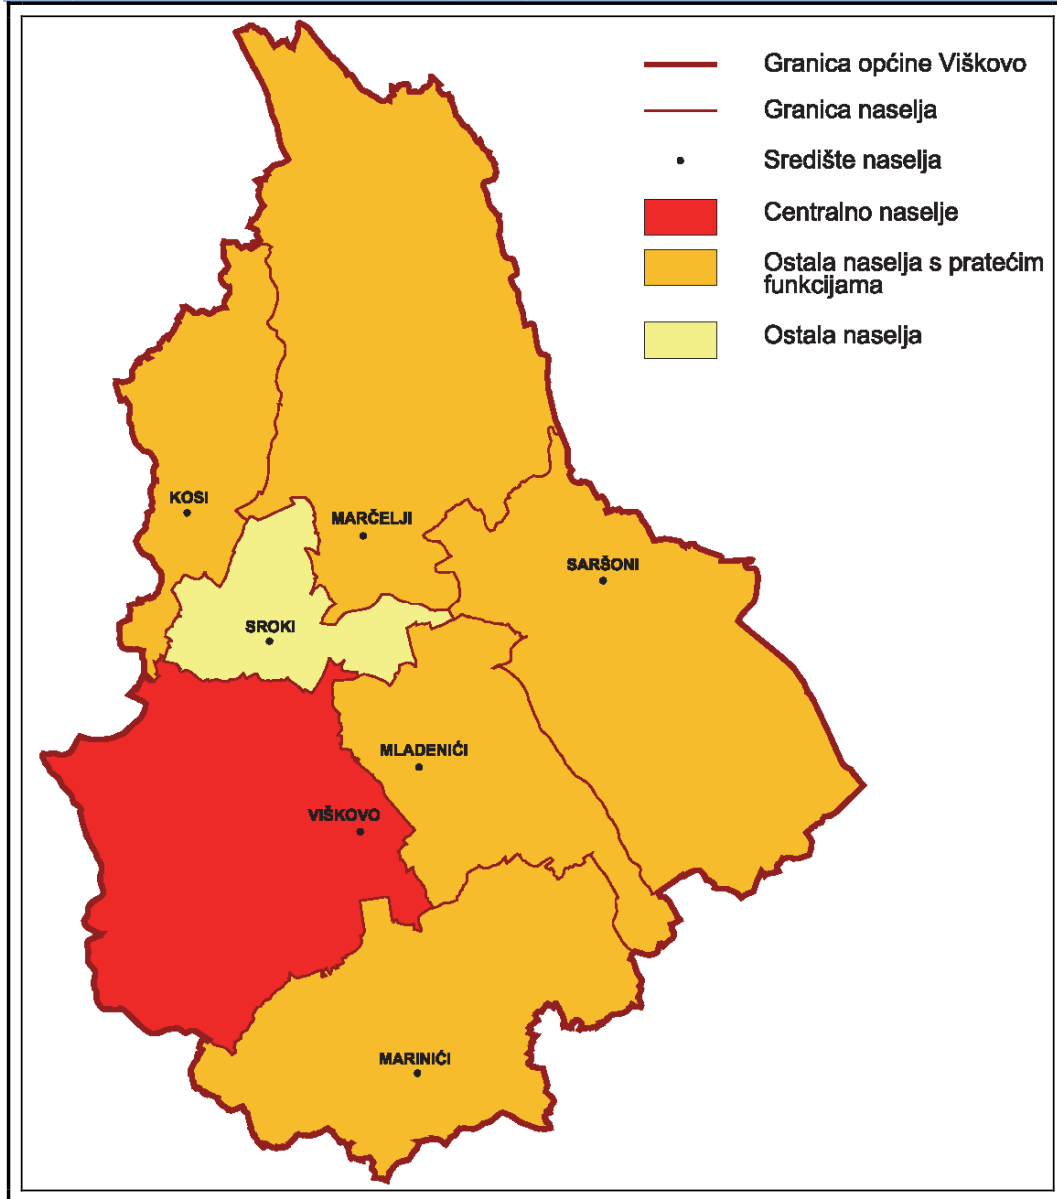 Granica općine Viškovo
Granica naselja
Središte naselja
Centralno naselje
Ostala naselja s pratećim
funkcijama
Ostala naselja
KOSI
MARČELJI
SARŠONI
SROKI
MLADENIĆI
VIŠKOVO
MARINIĆI